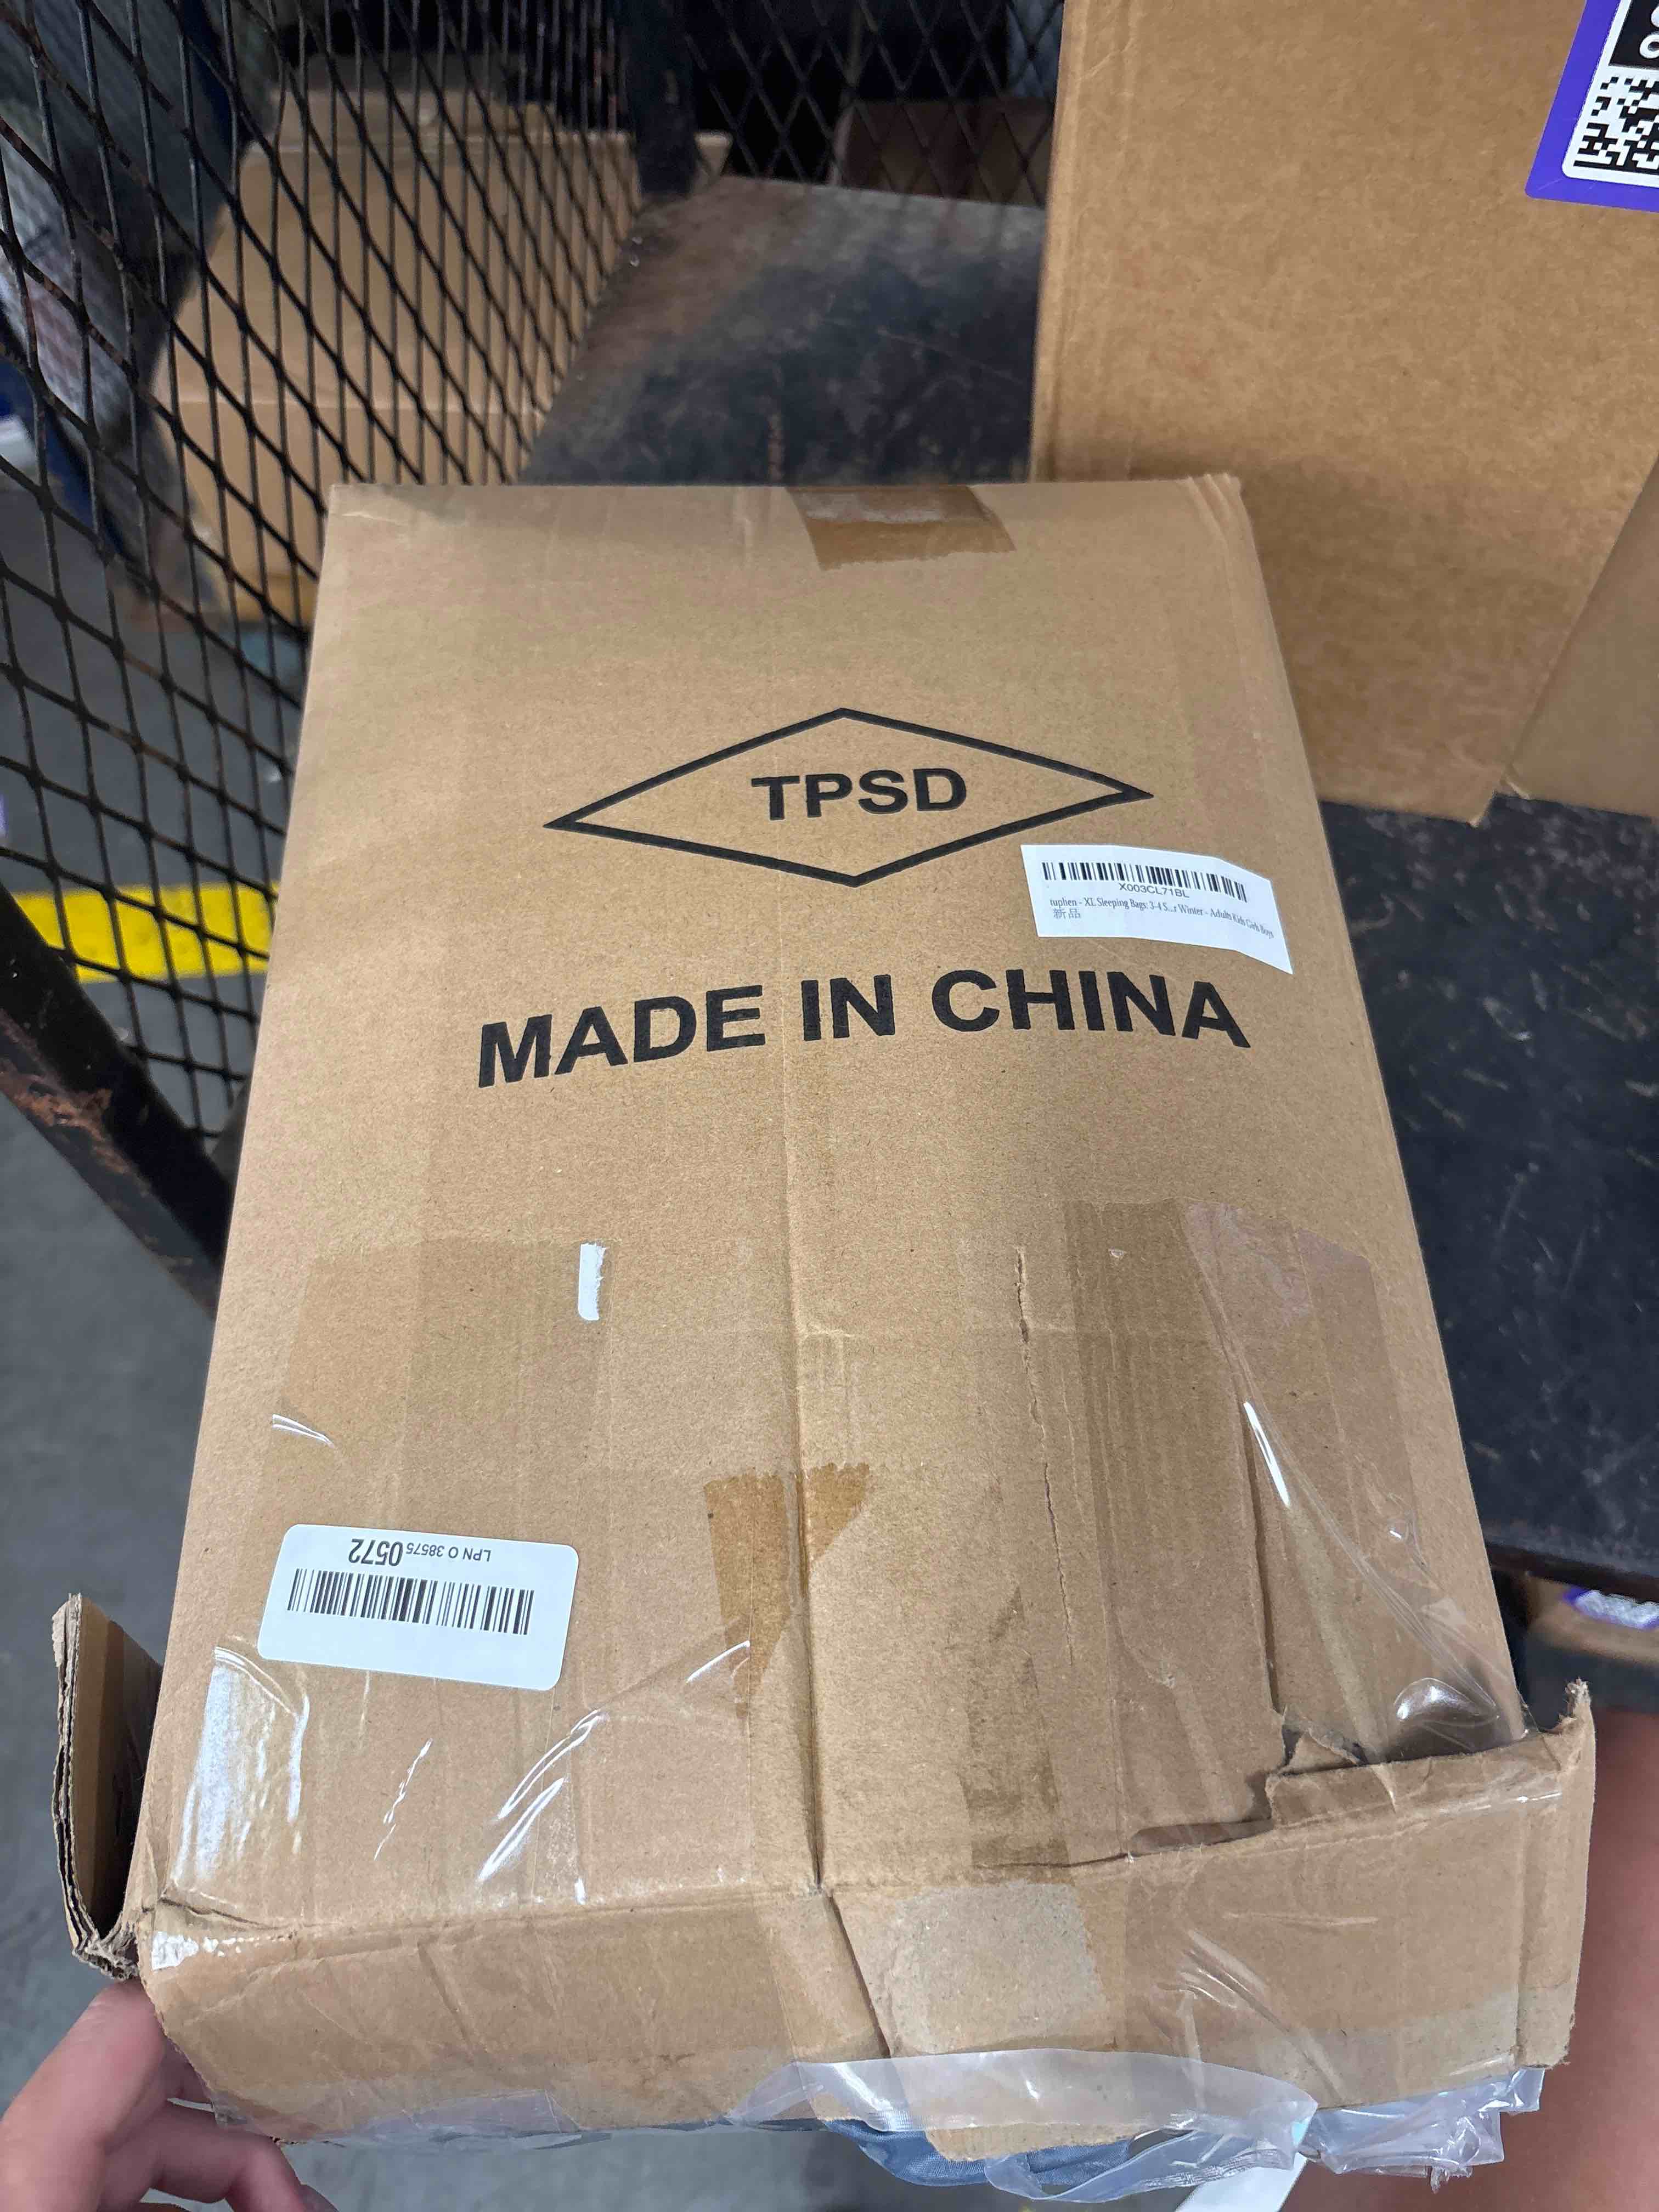 TPSD
X003CL71BL
tuphen - XL Sleeping Bags: 3-4 S...r Winter - Adults Kids Girls Boys
新品
MADE IN CHINA
LPN O 38575 0572